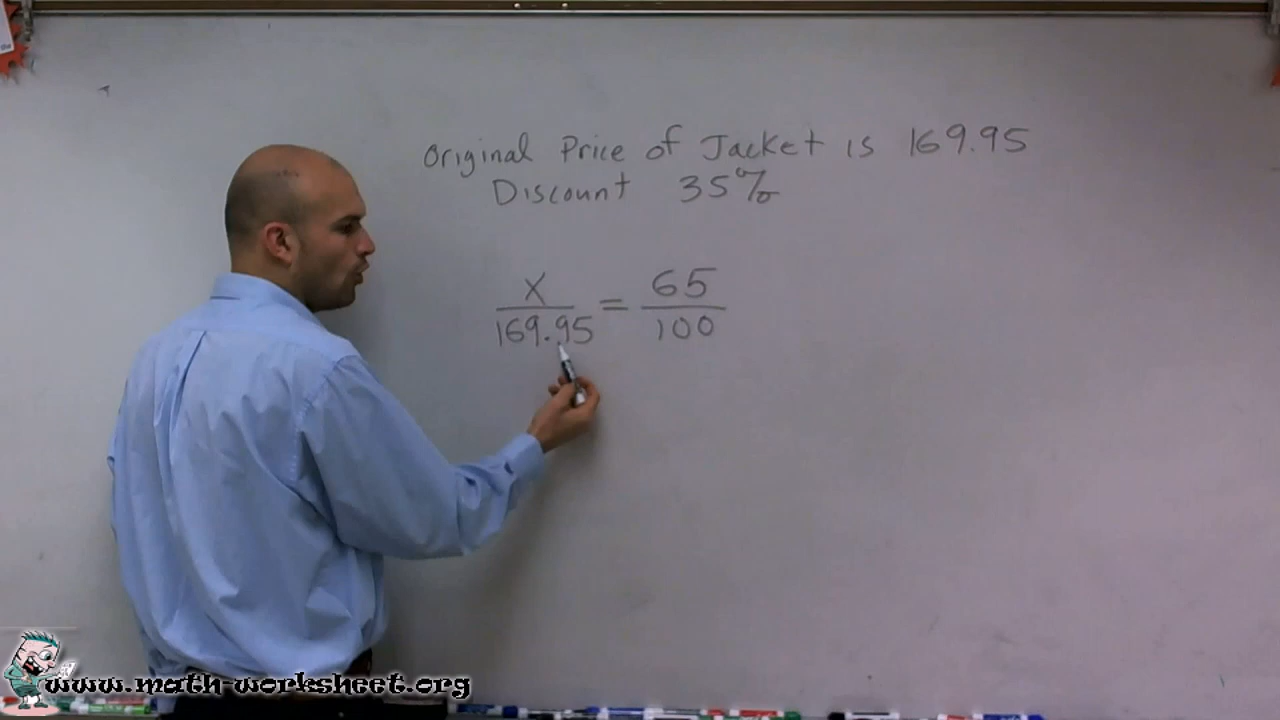 Original Price of Jacket is 169.95
Discount 35%
X/169.95 = 65/100
www.math-worksheet.org